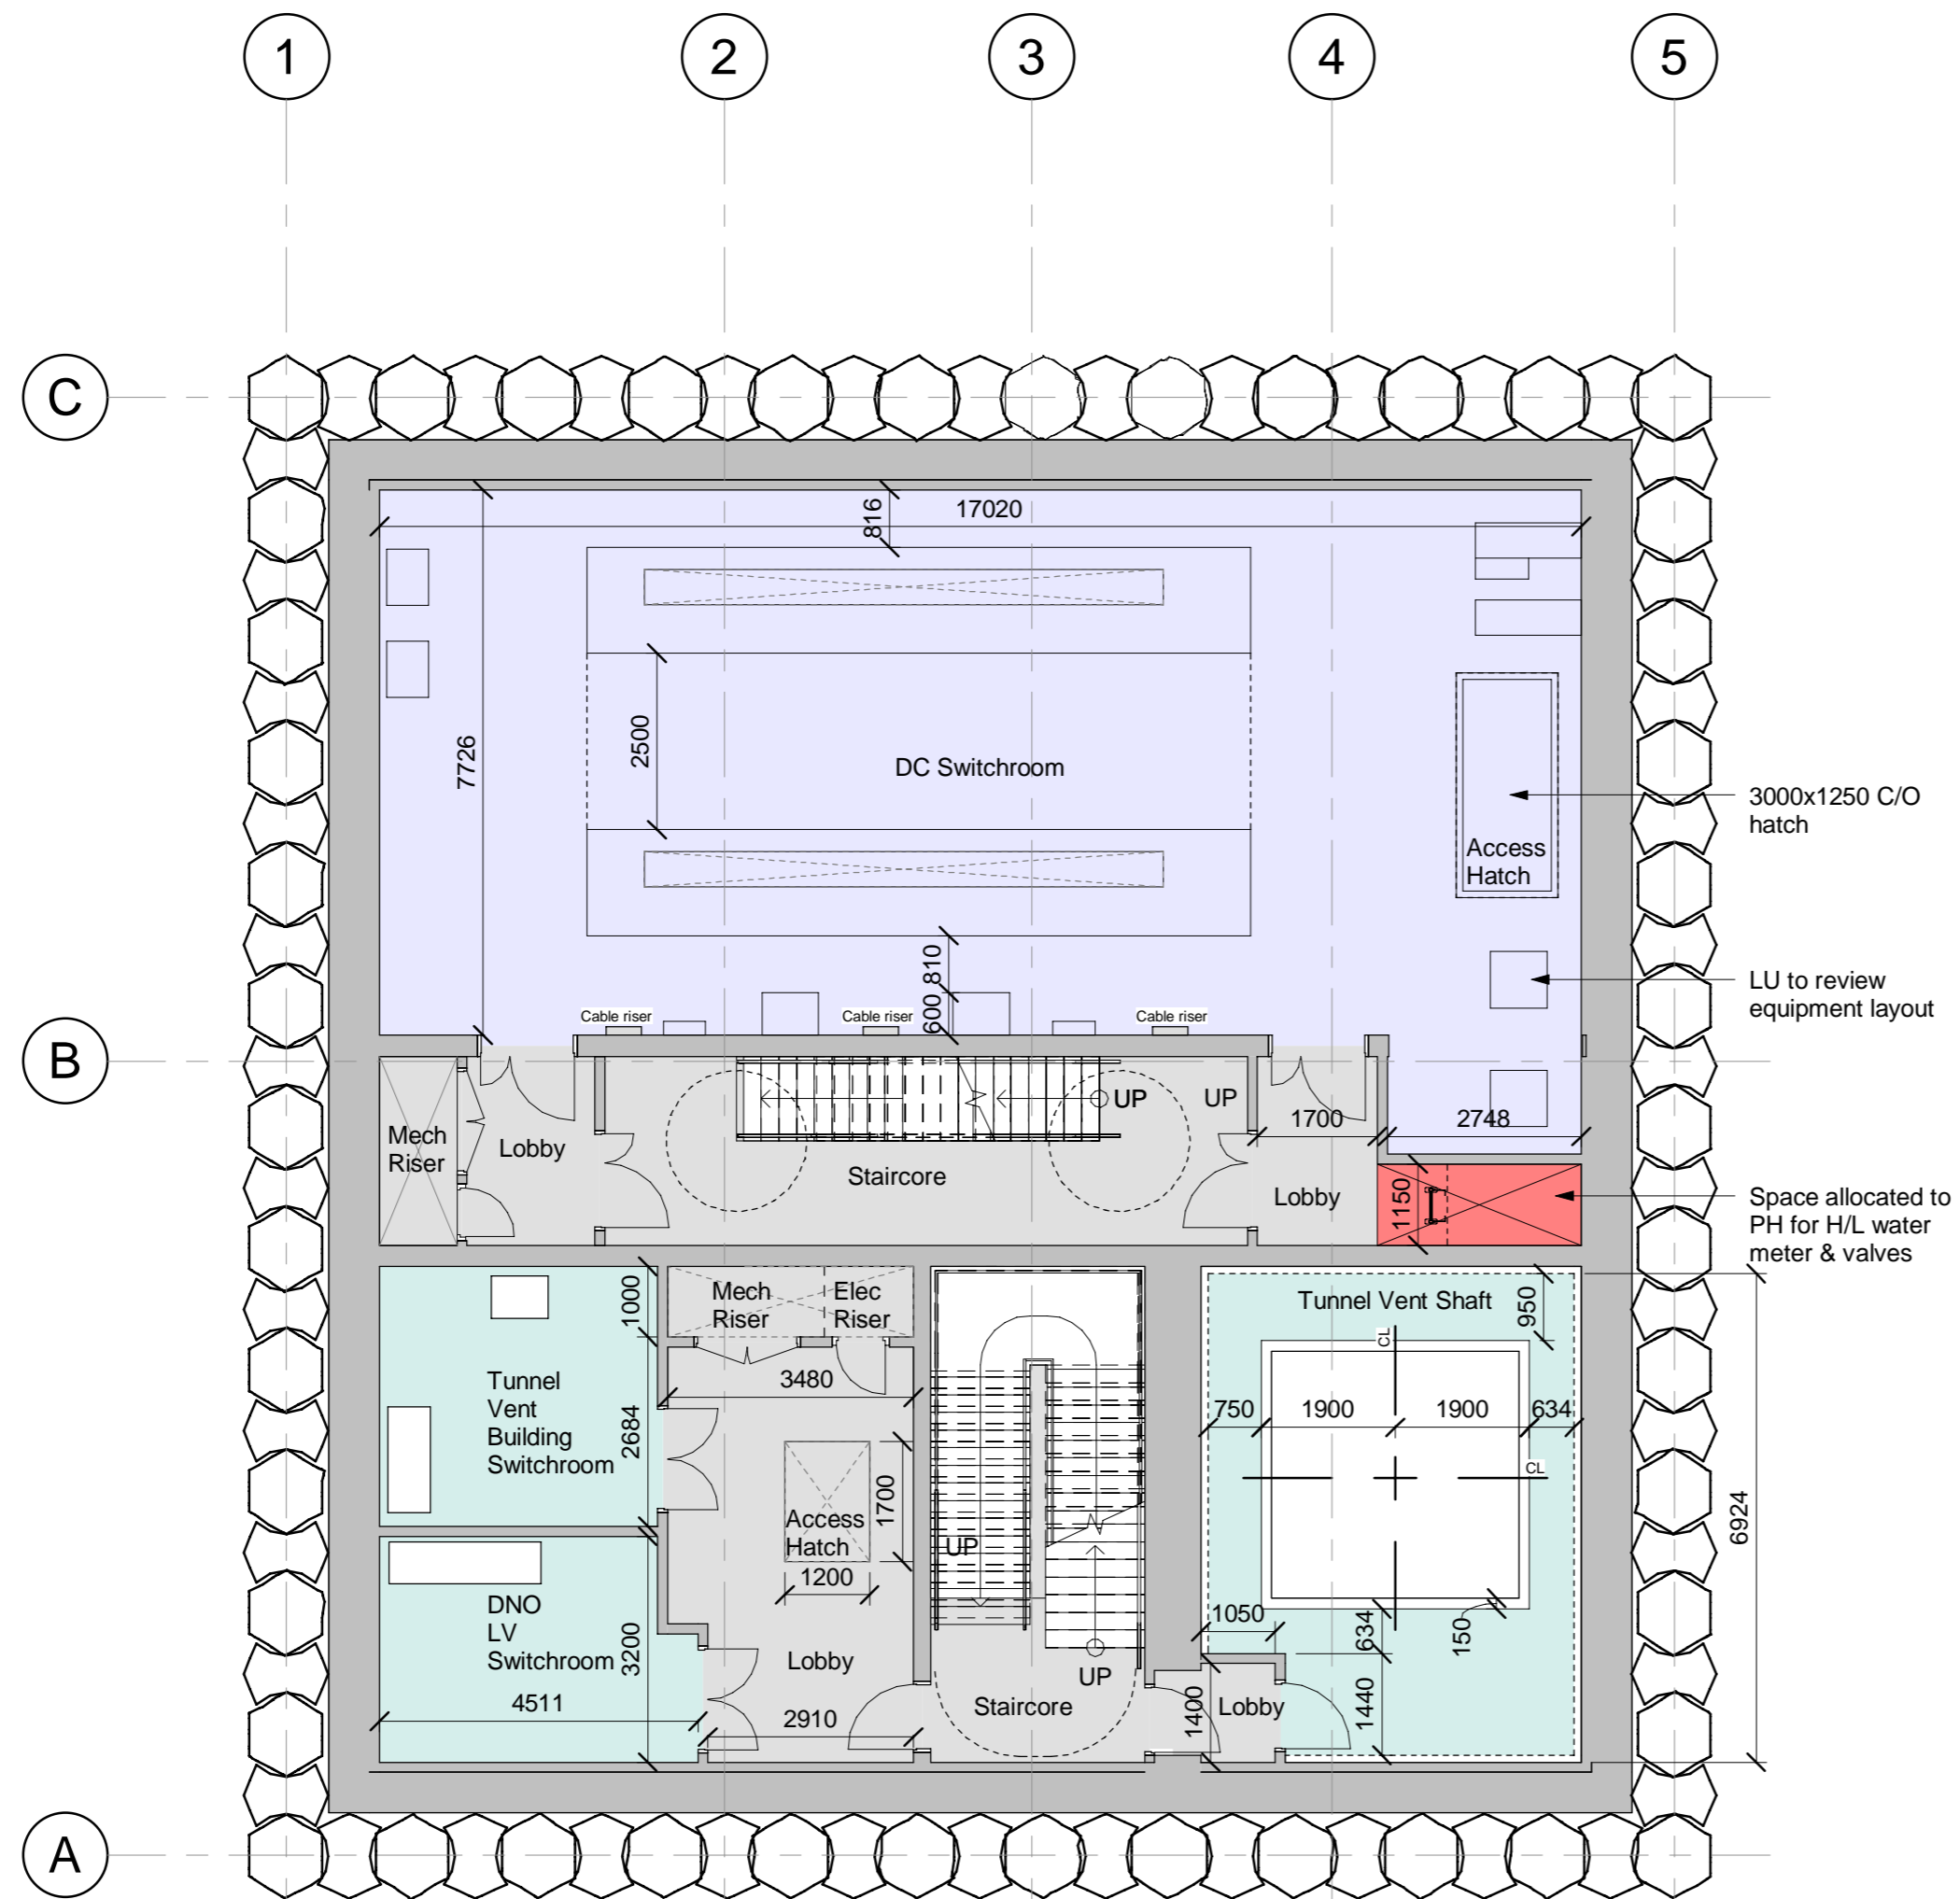 1
2
3
4
5
C
816
17020
7726
2500
DC Switchroom
3000x1250 C/O
hatch
Access
Hatch
810
600
LU to review
equipment layout
Cable riser
Cable riser
Cable riser
B
UP
UP
1700
2748
Mech
Riser
Lobby
Staircore
Lobby
1150
Space allocated to
PH for H/L water
meter & valves
1000
Mech
Riser
Elec
Riser
Tunnel Vent Shaft
950
CL
3480
Tunnel
Vent
Building
Switchroom
2684
750
1900
1900
634
CL
1700
Access
Hatch
UP
1200
6924
DNO
LV
Switchroom
3200
1050
634
150
Lobby
UP
4511
2910
Staircore
1400
Lobby
1440
A